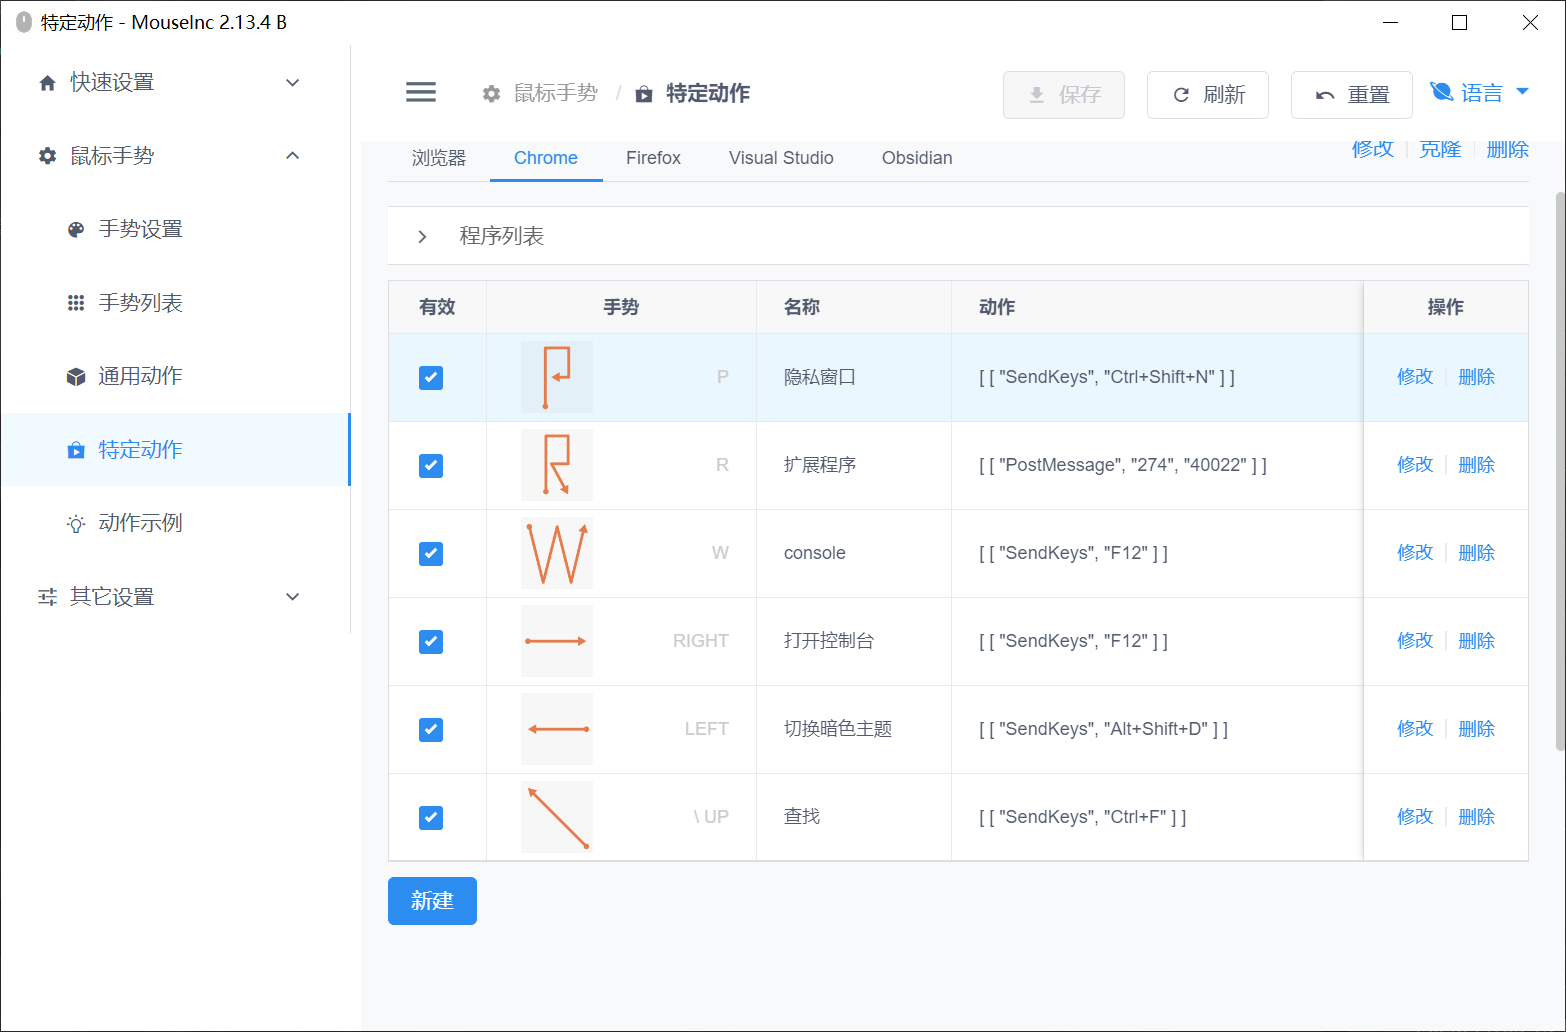 特定动作 - MouseInc 2.13.4 B
快速设置
鼠标手势
手势设置
手势列表
通用动作
特定动作
动作示例
其它设置
鼠标手势 / 特定动作
保存 刷新 重置 语言
浏览器 Chrome Firefox Visual Studio Obsidian 修改 克隆 删除
程序列表
有效 手势 名称 动作 操作
P 隐私窗口 [ [ "SendKeys", "Ctrl+Shift+N" ] ] 修改 删除
R 扩展程序 [ [ "PostMessage", "274", "40022" ] ] 修改 删除
W console [ [ "SendKeys", "F12" ] ] 修改 删除
RIGHT 打开控制台 [ [ "SendKeys", "F12" ] ] 修改 删除
LEFT 切换暗色主题 [ [ "SendKeys", "Alt+Shift+D" ] ] 修改 删除
\ UP 查找 [ [ "SendKeys", "Ctrl+F" ] ] 修改 删除
新建